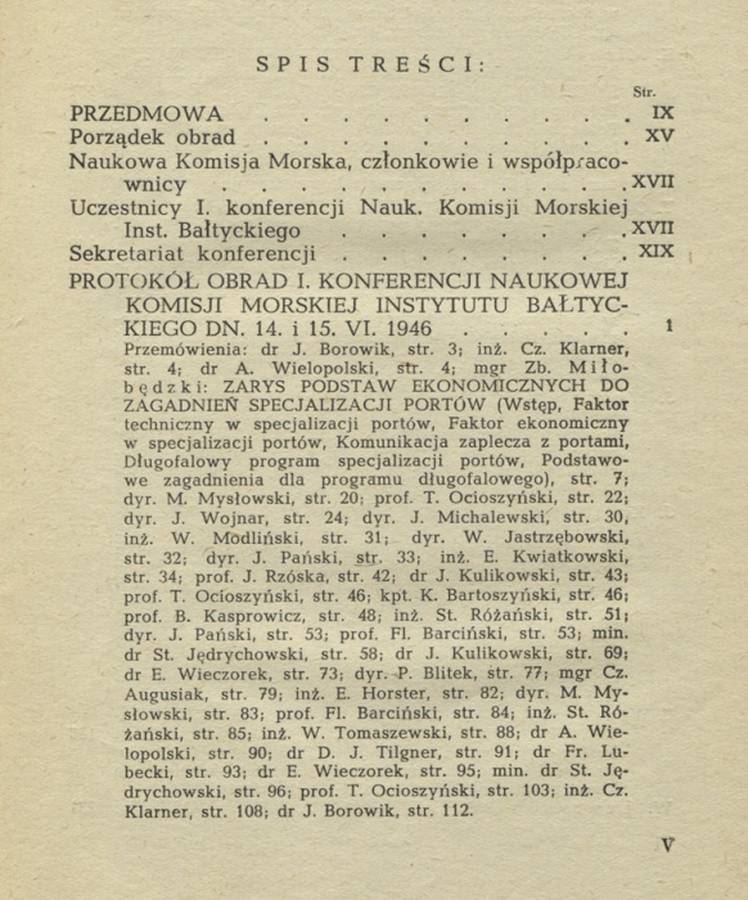 SPIS TREŚCI:
Str.
PRZEDMOWA . . . . . . . . . . IX
Porządek obrad . . . . . . . . . . XV
Naukowa Komisja Morska, członkowie i współpraco-
wnicy . . . . . . . . . . . XVII
Uczestnicy I. konferencji Nauk. Komisji Morskiej
Inst. Bałtyckiego . . . . . . . . XVII
Sekretariat konferencji . . . . . . . . XIX
PROTOKÓŁ OBRAD I. KONFERENCJI NAUKOWEJ
KOMISJI MORSKIEJ INSTYTUTU BAŁTYC-
KIEGO DN. 14. i 15. VI. 1946 . . . . . 1
Przemówienia: dr J. Borowik, str. 3; inż. Cz. Klarner,
str. 4; dr A. Wielopolski, str. 4; mgr Zb. Miło-
będzki: ZARYS PODSTAW EKONOMICZNYCH DO
ZAGADNIEŃ SPECJALIZACJI PORTÓW (Wstęp, Faktor
techniczny w specjalizacji portów, Faktor ekonomiczny
w specjalizacji portów, Komunikacja zaplecza z portami,
Długofalowy program specjalizacji portów, Podstawo-
we zagadnienia dla programu długofalowego), str. 7;
dyr. M. Mysłowski, str. 20; prof. T. Ocioszyński, str. 22;
dyr. J. Wojnar, str. 24; dyr. J. Michalewski, str. 30,
inż. W. Modliński, str. 31; dyr. W. Jastrzębowski,
str. 32; dyr. J. Pański, str. 33; inż. E. Kwiatkowski,
str. 34; prof. J. Rzóska, str. 42; dr J. Kulikowski, str. 43;
prof. T. Ocioszyński, str. 46; kpt. K. Bartoszyński, str. 46;
prof. B. Kasprowicz, str. 48; inż. St. Różański, str. 51;
dyr. J. Pański, str. 53; prof. Fl. Barciński, str. 53; min.
dr St. Jędrychowski, str. 58; dr J. Kulikowski, str. 69;
dr E. Wieczorek, str. 73; dyr. P. Blitek, str. 77; mgr Cz.
Augusiak, str. 79; inż. E. Horster, str. 82; dyr. M. My-
słowski, str. 83; prof. Fl. Barciński, str. 84; inż. St. Ró-
żański, str. 85; inż. W. Tomaszewski, str. 88; dr A. Wie-
lopolski, str. 90; dr D. J. Tilgner, str. 91; dr Fr. Lu-
becki, str. 93; dr E. Wieczorek, str. 95; min. dr St. Ję-
drychowski, str. 96; prof. T. Ocioszyński, str. 103; inż. Cz.
Klarner, str. 108; dr J. Borowik, str. 112.
V